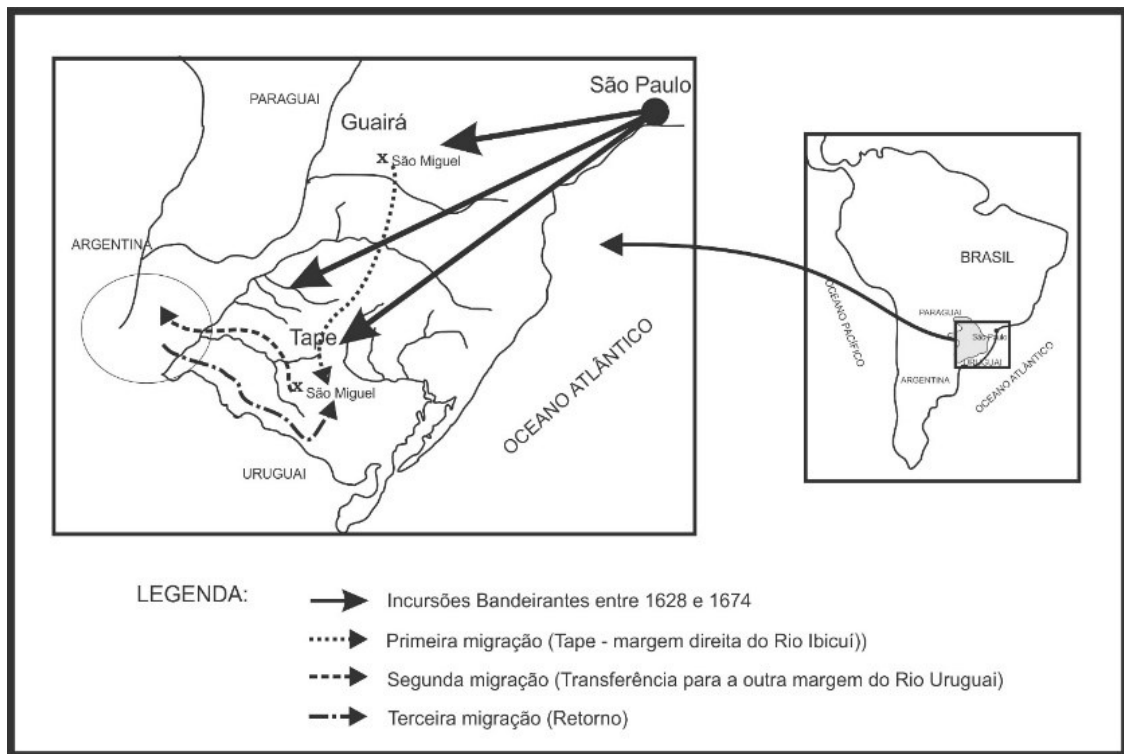 São Paulo
PARAGUAI
Guairá
x São Miguel
ARGENTINA
Tape
x São Miguel
OCEANO ATLÂNTICO
URUGUAI
BRASIL
OCEANO PACÍFICO
PARAGUAI
São Paulo
URUGUAI
ARGENTINA
OCEANO ATLÂNTICO
LEGENDA:
Incursões Bandeirantes entre 1628 e 1674
Primeira migração (Tape - margem direita do Rio Ibicuí))
Segunda migração (Transferência para a outra margem do Rio Uruguai)
Terceira migração (Retorno)